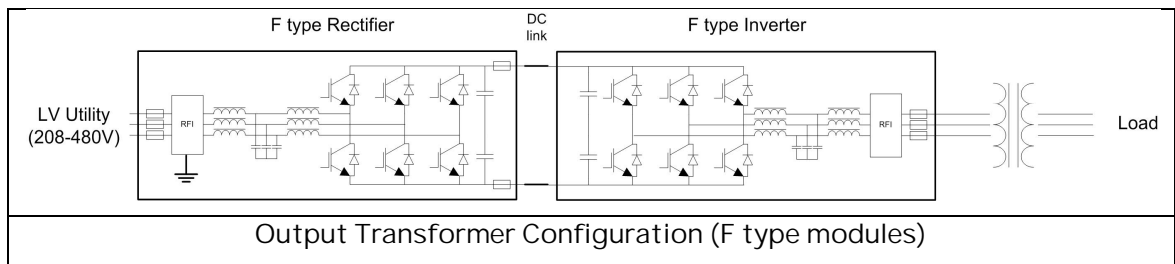 F type Rectifier
DC
link
F type Inverter
LV Utility
(208-480V)
RFI
RFI
Load
Output Transformer Configuration (F type modules)